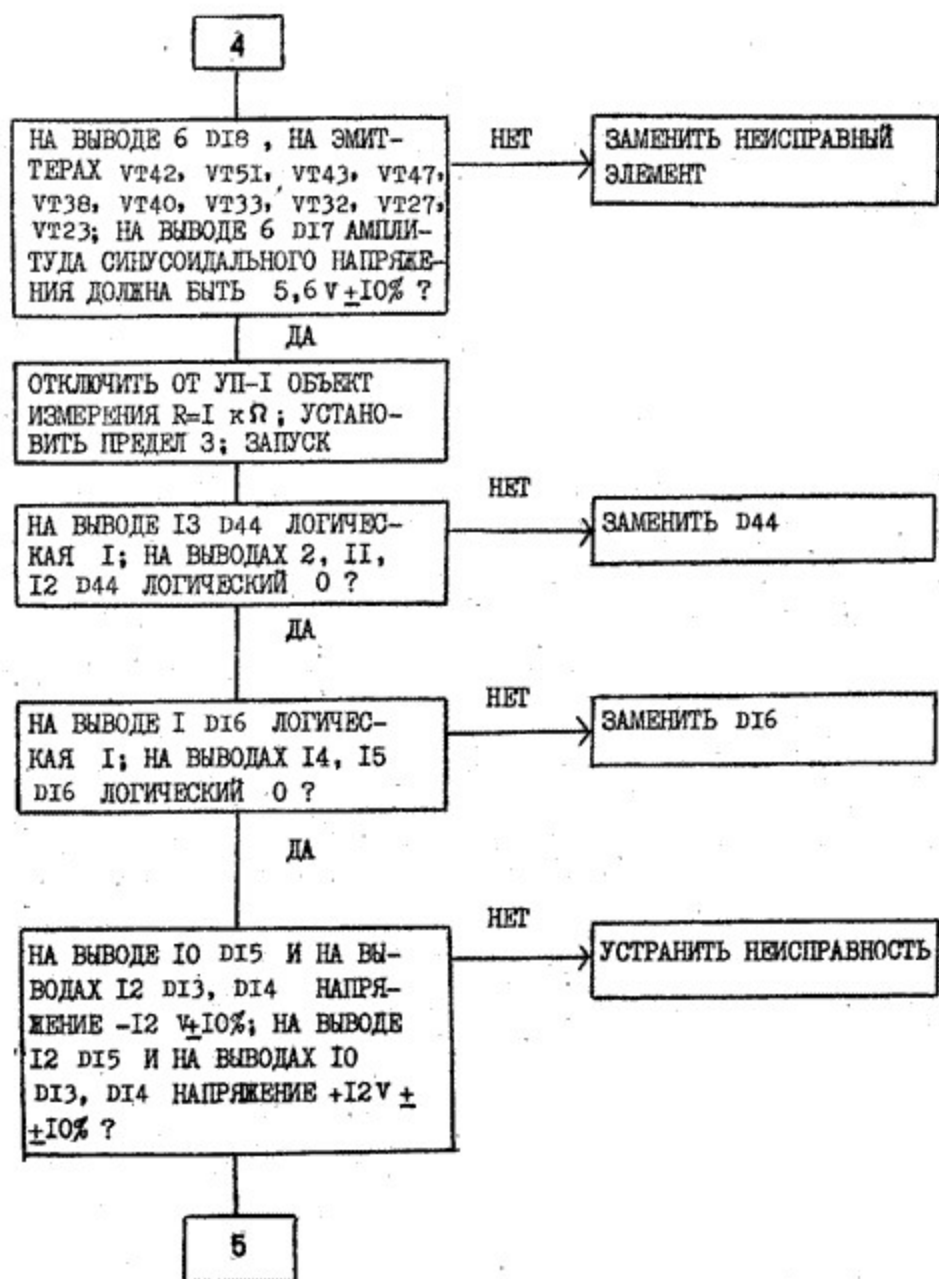 4
НА ВЫВОДЕ 6 DI8, НА ЭМИТ-
ТЕРАХ VT42, VT5I, VT43, VT47,
VT38, VT40, VT33, VT32, VT27,
VT23; НА ВЫВОДЕ 6 DI7 АМПЛИ-
ТУДА СИНУСОИДАЛЬНОГО НАПРЯЖЕ-
НИЯ ДОЛЖНА БЫТЬ 5,6 V ±I0% ?
НЕТ
ЗАМЕНИТЬ НЕИСПРАВНЫЙ
ЭЛЕМЕНТ
ДА
ОТКЛЮЧИТЬ ОТ УП-I ОБЪЕКТ
ИЗМЕРЕНИЯ R=I кΩ; УСТАНО-
ВИТЬ ПРЕДЕЛ 3; ЗАПУСК
НА ВЫВОДЕ I3 D44 ЛОГИЧЕС-
КАЯ I; НА ВЫВОДАХ 2, II,
I2 D44 ЛОГИЧЕСКИЙ 0 ?
НЕТ
ЗАМЕНИТЬ D44
ДА
НА ВЫВОДЕ I DI6 ЛОГИЧЕС-
КАЯ I; НА ВЫВОДАХ I4, I5
DI6 ЛОГИЧЕСКИЙ 0 ?
НЕТ
ЗАМЕНИТЬ DI6
ДА
НА ВЫВОДЕ I0 DI5 И НА ВЫ-
ВОДАХ I2 DI3, DI4 НАПРЯ-
ЖЕНИЕ -I2 V±I0%; НА ВЫВОДЕ
I2 DI5 И НА ВЫВОДАХ I0
DI3, DI4 НАПРЯЖЕНИЕ +I2V ±
±I0% ?
НЕТ
УСТРАНИТЬ НЕИСПРАВНОСТЬ
5